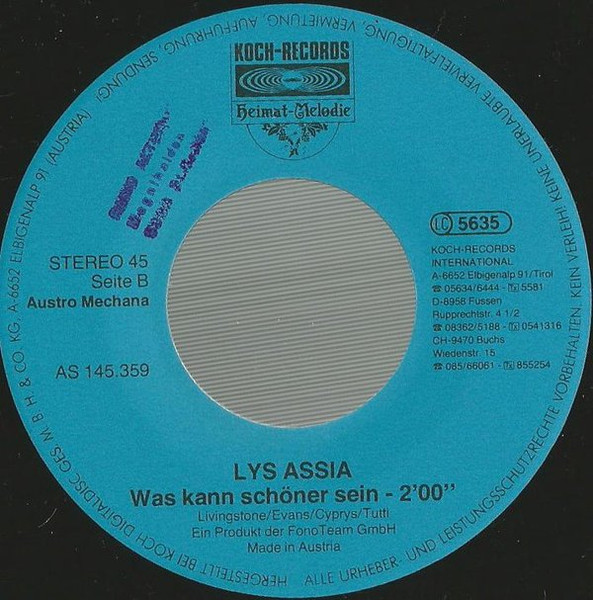 KOCH-RECORDS
Heimat-Melodie
LC 5635
STEREO 45
Seite B
Austro Mechana
AS 145.359
KOCH-RECORDS
INTERNATIONAL
A-6652 Elbigenalp 91/Tirol
☎ 05634/6444 - Tx 5581
D-8958 Füssen
Rupprechtstr. 4 1/2
☎ 08362/5188 - Tx 0541316
CH-9470 Buchs
Wiedenstr. 15
☎ 085/66061 - Tx 855254
LYS ASSIA
Was kann schöner sein - 2'00"
Livingstone/Evans/Cyprys/Tutti
Ein Produkt der FonoTeam GmbH
Made in Austria
HERGESTELLT BEI KOCH DIGITALDISC GES. M. B. H. & CO. KG. A-6652 ELBIGENALP 91 (AUSTRIA)
ALLE URHEBER- UND LEISTUNGSSCHUTZRECHTE VORBEHALTEN. KEIN VERLEIH! KEINE UNERLAUBTE VERVIELFÄLTIGUNG, VERMIETUNG, AUFFÜHRUNG, SENDUNG!